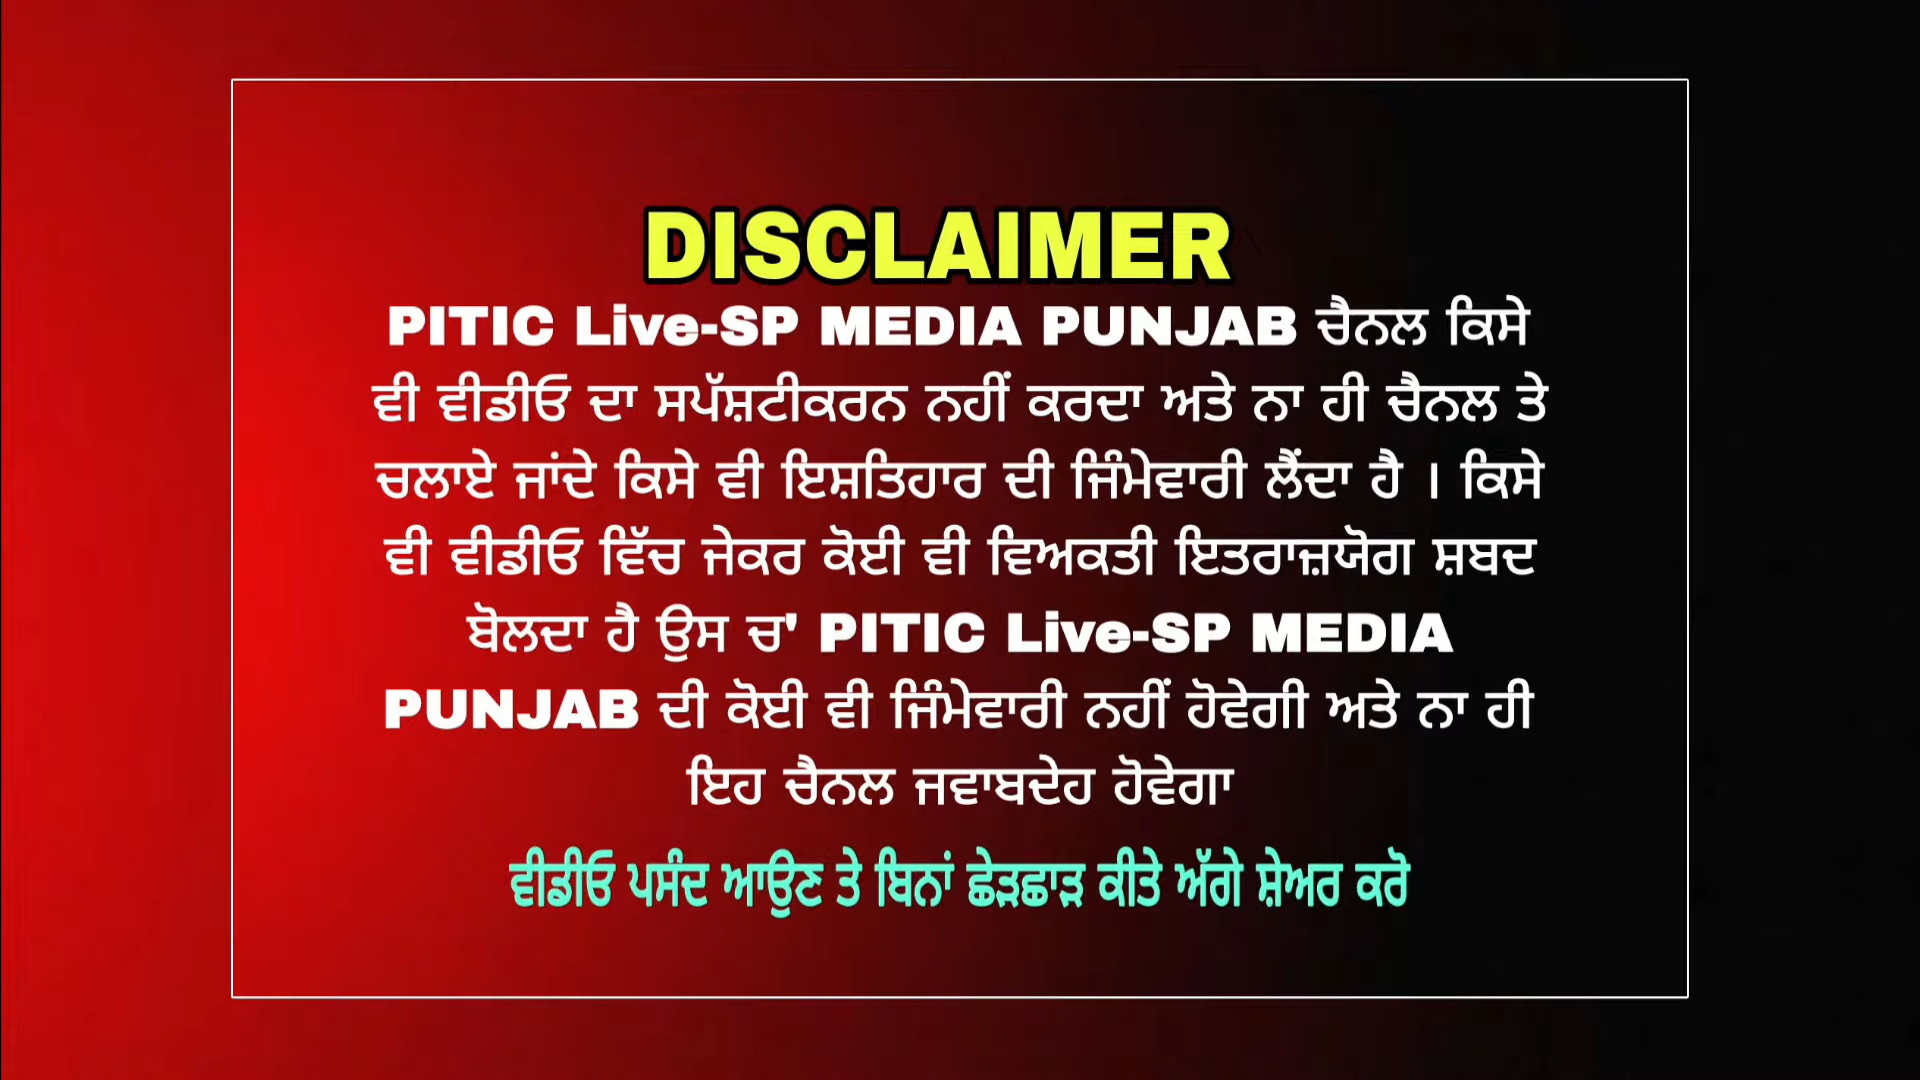 DISCLAIMER
PITIC Live-SP MEDIA PUNJAB ਚੈਨਲ ਕਿਸੇ
ਵੀ ਵੀਡੀਓ ਦਾ ਸਪੱਸ਼ਟੀਕਰਨ ਨਹੀਂ ਕਰਦਾ ਅਤੇ ਨਾ ਹੀ ਚੈਨਲ ਤੇ
ਚਲਾਏ ਜਾਂਦੇ ਕਿਸੇ ਵੀ ਇਸ਼ਤਿਹਾਰ ਦੀ ਜਿੰਮੇਵਾਰੀ ਲੈਂਦਾ ਹੈ । ਕਿਸੇ
ਵੀ ਵੀਡੀਓ ਵਿੱਚ ਜੇਕਰ ਕੋਈ ਵੀ ਵਿਅਕਤੀ ਇਤਰਾਜ਼ਯੋਗ ਸ਼ਬਦ
ਬੋਲਦਾ ਹੈ ਉਸ ਚ' PITIC Live-SP MEDIA
PUNJAB ਦੀ ਕੋਈ ਵੀ ਜਿੰਮੇਵਾਰੀ ਨਹੀਂ ਹੋਵੇਗੀ ਅਤੇ ਨਾ ਹੀ
ਇਹ ਚੈਨਲ ਜਵਾਬਦੇਹ ਹੋਵੇਗਾ
ਵੀਡੀਓ ਪਸੰਦ ਆਉਣ ਤੇ ਬਿਨਾਂ ਛੇੜਛਾੜ ਕੀਤੇ ਅੱਗੇ ਸ਼ੇਅਰ ਕਰੋ